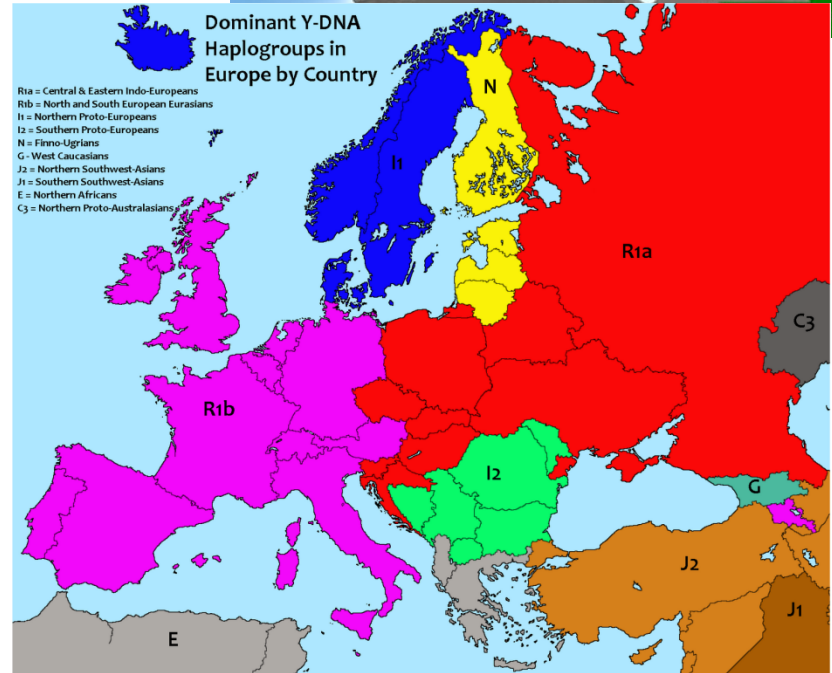 Dominant Y-DNA
Haplogroups in
Europe by Country
R1a = Central & Eastern Indo-Europeans
R1b = North and South European Eurasians
I1 = Northern Proto-Europeans
I2 = Southern Proto-Europeans
N = Finno-Ugrians
G - West Caucasians
J2 = Northern Southwest-Asians
J1 = Southern Southwest-Asians
E = Northern Africans
C3 = Northern Proto-Australasians
N
I1
R1a
C3
R1b
I2
G
J2
J1
E